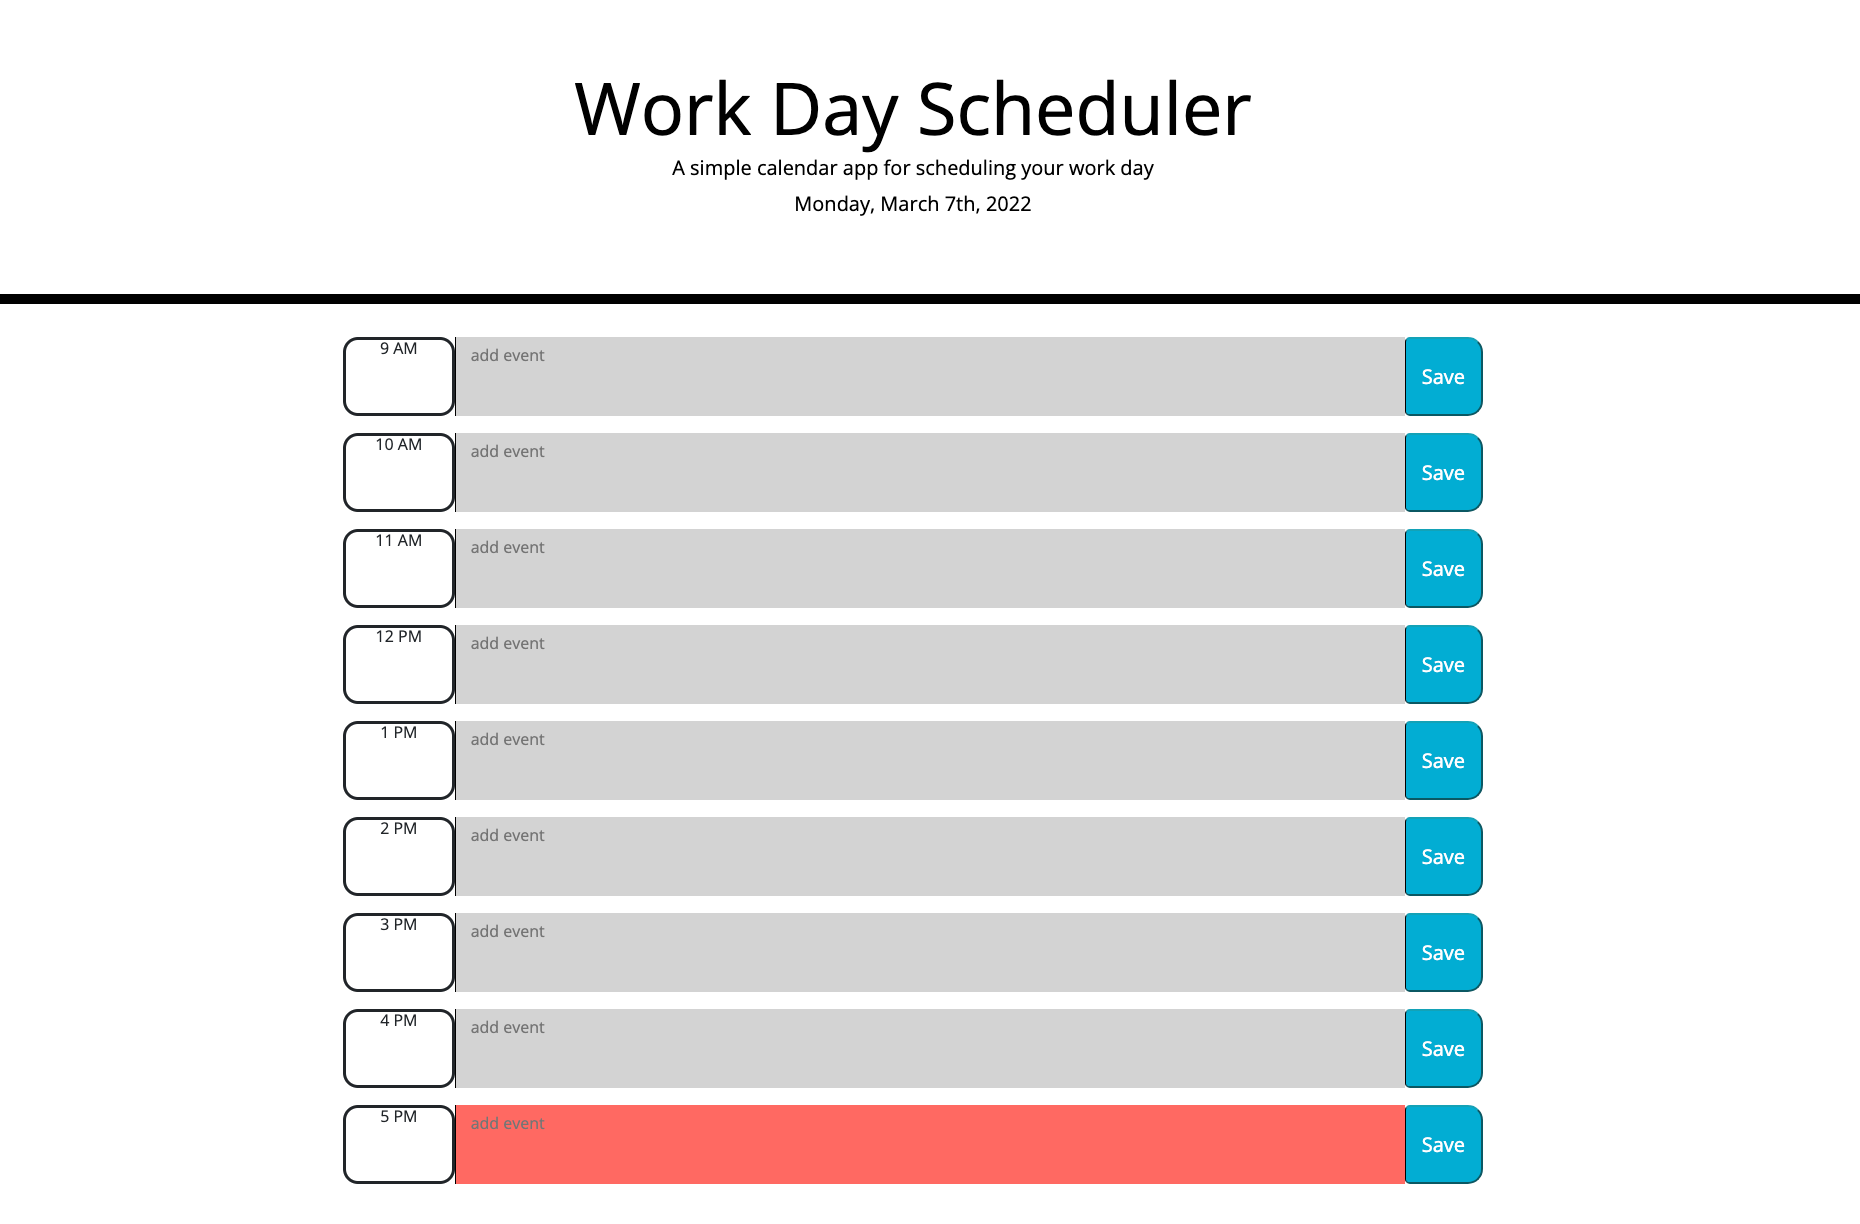 Work Day Scheduler
A simple calendar app for scheduling your work day
Monday, March 7th, 2022
9 AM add event Save
10 AM add event Save
11 AM add event Save
12 PM add event Save
1 PM add event Save
2 PM add event Save
3 PM add event Save
4 PM add event Save
5 PM add event Save